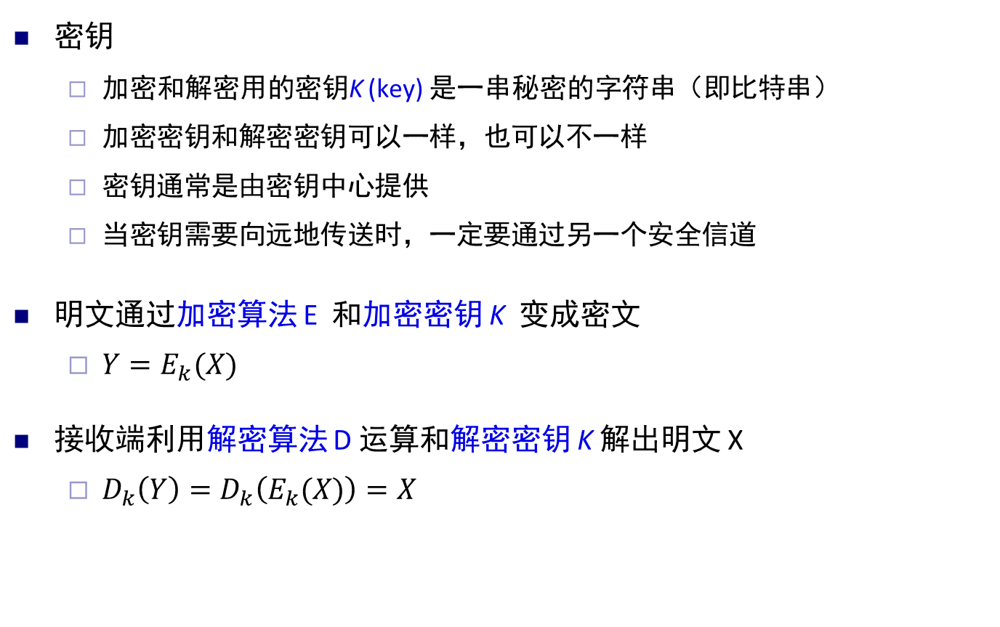 密钥
加密和解密用的密钥K (key) 是一串秘密的字符串（即比特串）
加密密钥和解密密钥可以一样，也可以不一样
密钥通常是由密钥中心提供
当密钥需要向远地传送时，一定要通过另一个安全信道
明文通过加密算法 E 和加密密钥 K 变成密文
Y = E_k(X)
接收端利用解密算法 D 运算和解密密钥 K 解出明文 X
D_k(Y) = D_k(E_k(X)) = X